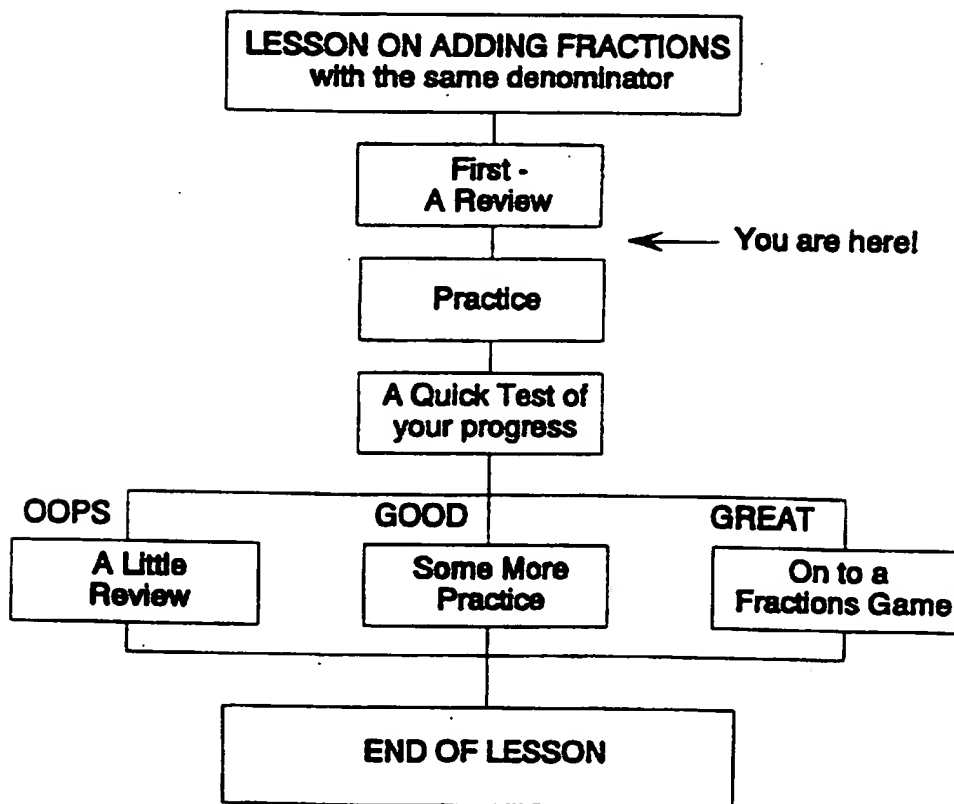 LESSON ON ADDING FRACTIONS
with the same denominator
First -
A Review
You are here!
Practice
A Quick Test of
your progress
OOPS
GOOD
GREAT
A Little
Review
Some More
Practice
On to a
Fractions Game
END OF LESSON